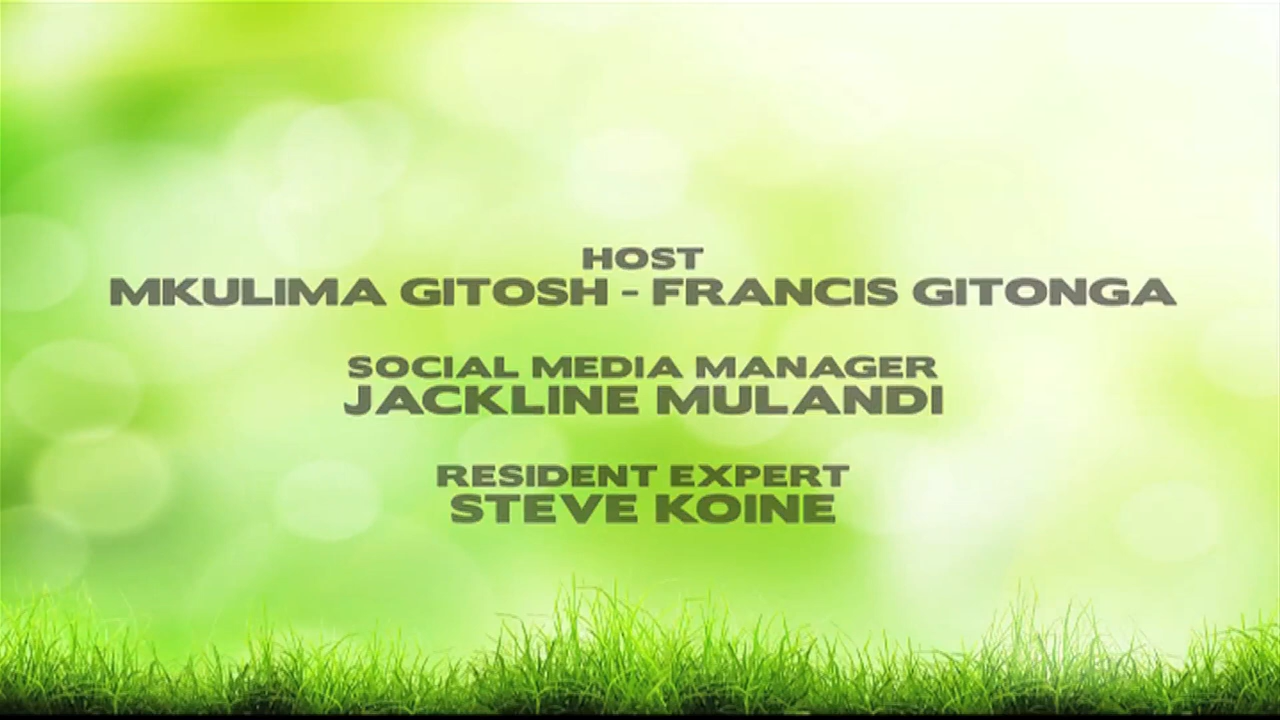 HOST
MKULIMA GITOSH - FRANCIS GITONGA
SOCIAL MEDIA MANAGER
JACKLINE MULANDI
RESIDENT EXPERT
STEVE KOINE